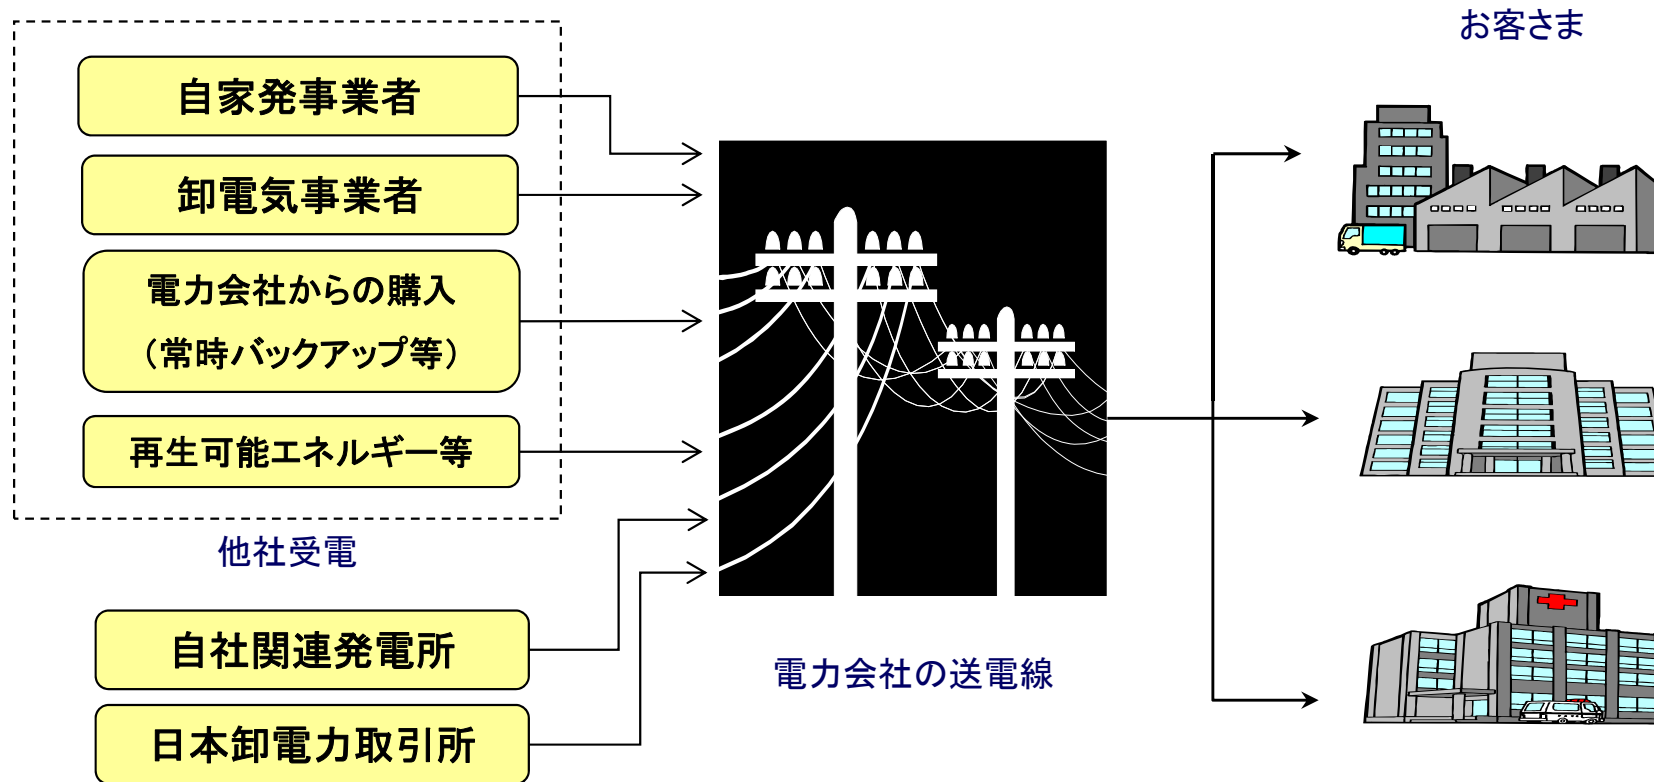 お客さま
自家発事業者
卸電気事業者
電力会社からの購入
（常時バックアップ等）
再生可能エネルギー等
他社受電
自社関連発電所
日本卸電力取引所
電力会社の送電線